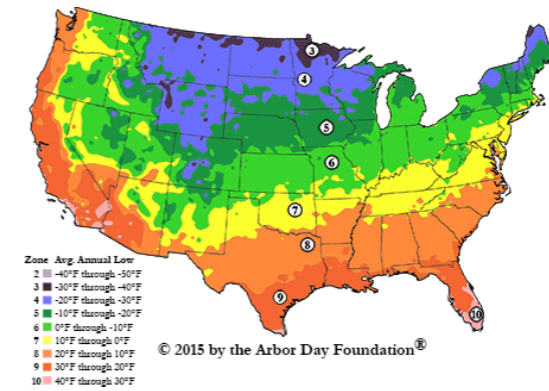 3
4
5
6
7
8
9
10
Zone Avg. Annual Low
2 -40°F through -50°F
3 -30°F through -40°F
4 -20°F through -30°F
5 -10°F through -20°F
6 0°F through -10°F
7 10°F through 0°F
8 20°F through 10°F
9 30°F through 20°F
10 40°F through 30°F
© 2015 by the Arbor Day Foundation®